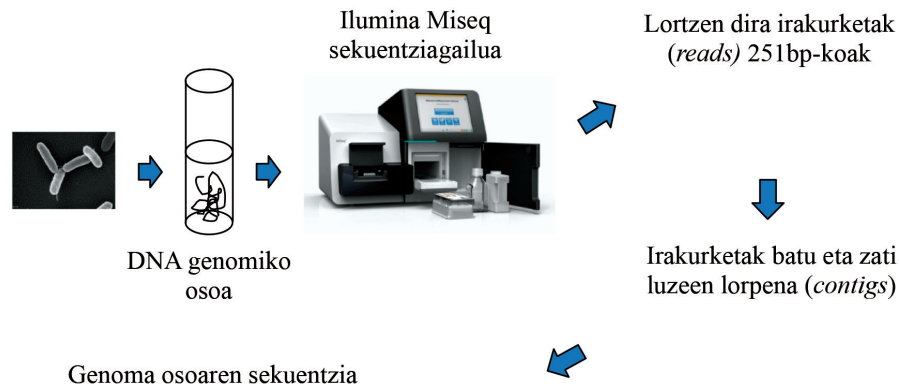 Ilumina Miseq
sekuentziagailua
Lortzen dira irakurketak
(reads) 251bp-koak
DNA genomiko
osoa
Irakurketak batu eta zati
luzeen lorpena (contigs)
Genoma osoaren sekuentzia